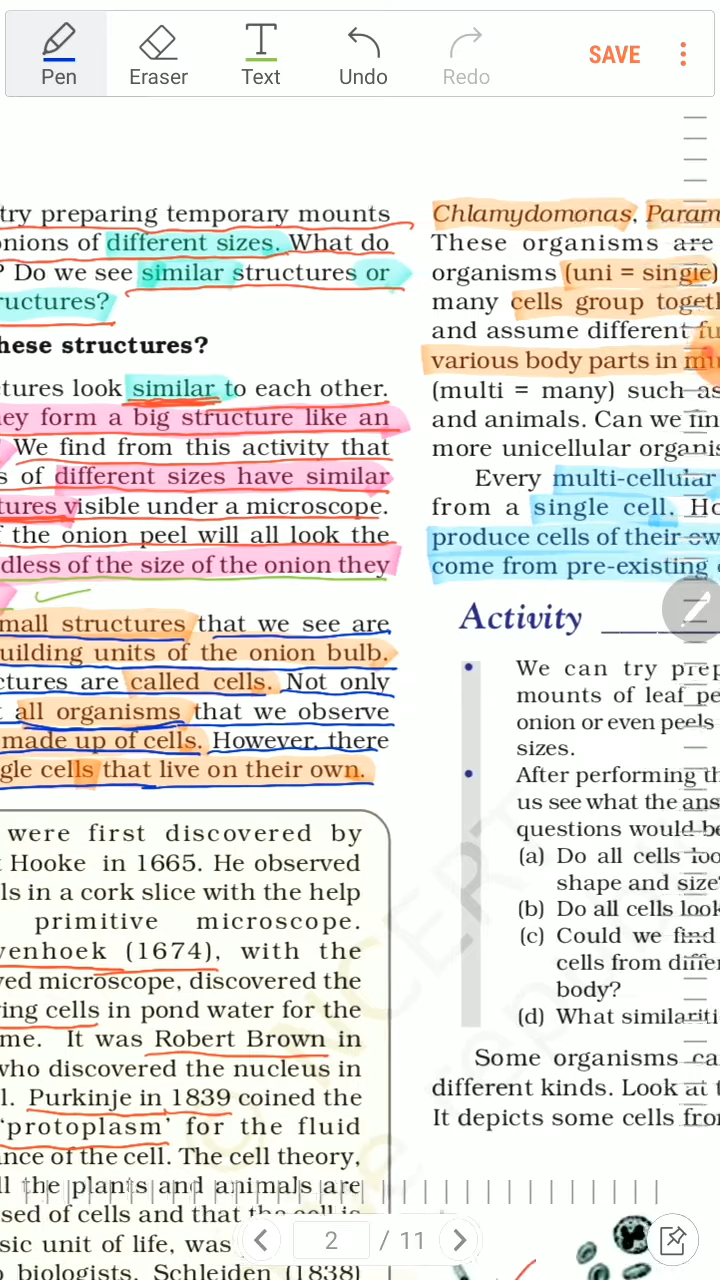 Pen
Eraser
Text
Undo
Redo
SAVE
try preparing temporary mounts
onions of different sizes. What do
? Do we see similar structures or
ructures?
hese structures?
ctures look similar to each other.
ney form a big structure like an
We find from this activity that
s of different sizes have similar
tures visible under a microscope.
f the onion peel will all look the
dless of the size of the onion they
mall structures that we see are
uilding units of the onion bulb.
ctures are called cells. Not only
all organisms that we observe
made up of cells. However, there
gle cells that live on their own.
were first discovered by
Hooke in 1665. He observed
ls in a cork slice with the help
primitive microscope.
venhoek (1674), with the
ved microscope, discovered the
ving cells in pond water for the
me. It was Robert Brown in
who discovered the nucleus in
l. Purkinje in 1839 coined the
'protoplasm' for the fluid
nce of the cell. The cell theory,
ll the plants and animals are
sed of cells and that the cell is
sic unit of life, was
biologists, Schleiden (1838)
Chlamydomonas, Param
These organisms are
organisms (uni = single)
many cells group togeth
and assume different fu
various body parts in mu
(multi = many) such as
and animals. Can we fin
more unicellular organis
Every multi-cellular
from a single cell. Ho
produce cells of their ow
come from pre-existing
Activity
• We can try prep
mounts of leaf pe
onion or even peels
sizes.
• After performing th
us see what the ans
questions would be
(a) Do all cells loo
shape and size?
(b) Do all cells look
(c) Could we find
cells from differ
body?
(d) What similariti
Some organisms ca
different kinds. Look at t
It depicts some cells from
2 / 11